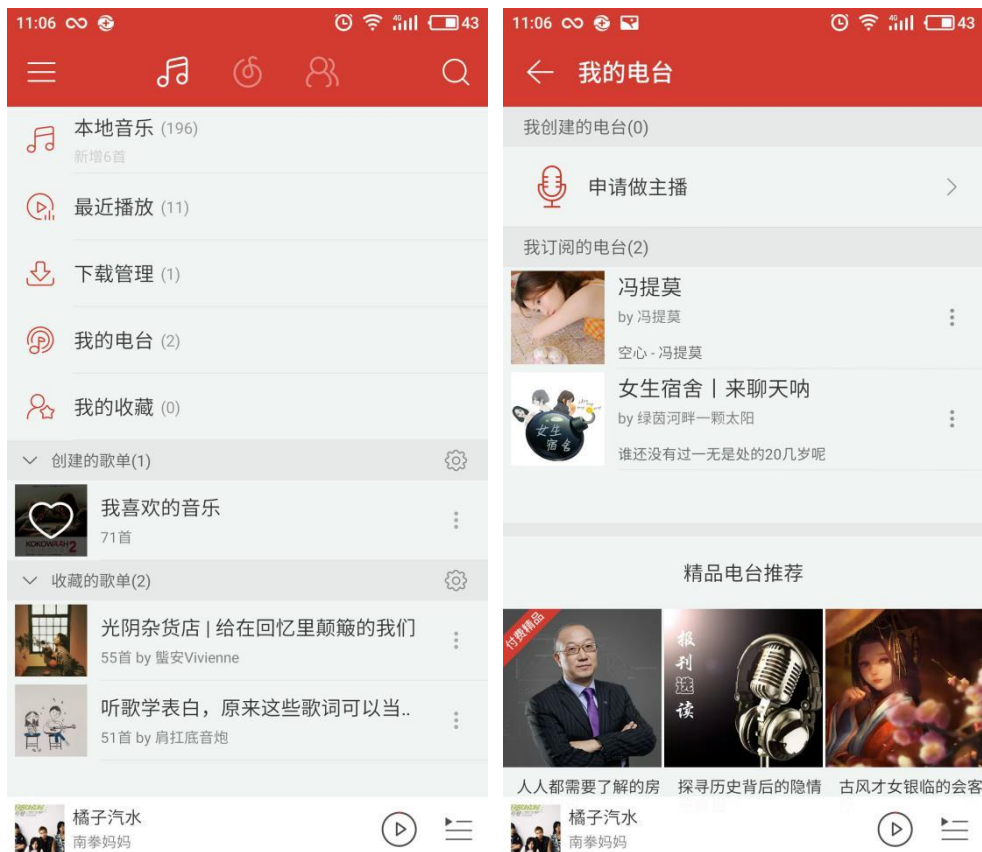 11:06
4G
43
本地音乐 (196)
新增6首
最近播放 (11)
下载管理 (1)
我的电台 (2)
我的收藏 (0)
创建的歌单(1)
KOKOWARH2
我喜欢的音乐
71首
收藏的歌单(2)
光阴杂货店 | 给在回忆里颠簸的我们
55首 by 盬安Vivienne
听歌学表白，原来这些歌词可以当..
51首 by 肩扛底音炮
橘子汽水
南拳妈妈
11:06
4G
43
我的电台
我创建的电台(0)
申请做主播
我订阅的电台(2)
冯提莫
by 冯提莫
空心 - 冯提莫
女生
宿舍
女生宿舍丨来聊天呐
by 绿茵河畔一颗太阳
谁还没有过一无是处的20几岁呢
精品电台推荐
付费精品
报刊选读
人人都需要了解的房
探寻历史背后的隐情
古风才女银临的会客
橘子汽水
南拳妈妈